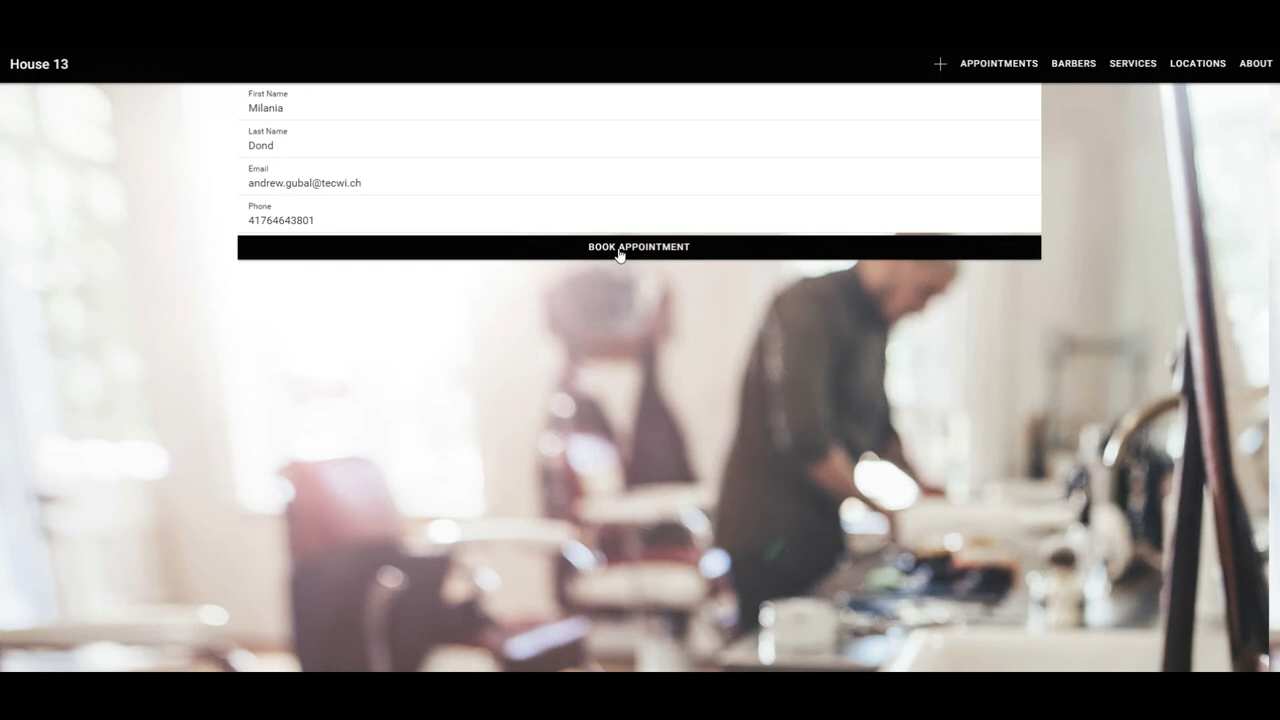 House 13
APPOINTMENTS BARBERS SERVICES LOCATIONS ABOUT
First Name
Milania
Last Name
Dond
Email
andrew.gubal@tecwi.ch
Phone
41764643801
BOOK APPOINTMENT